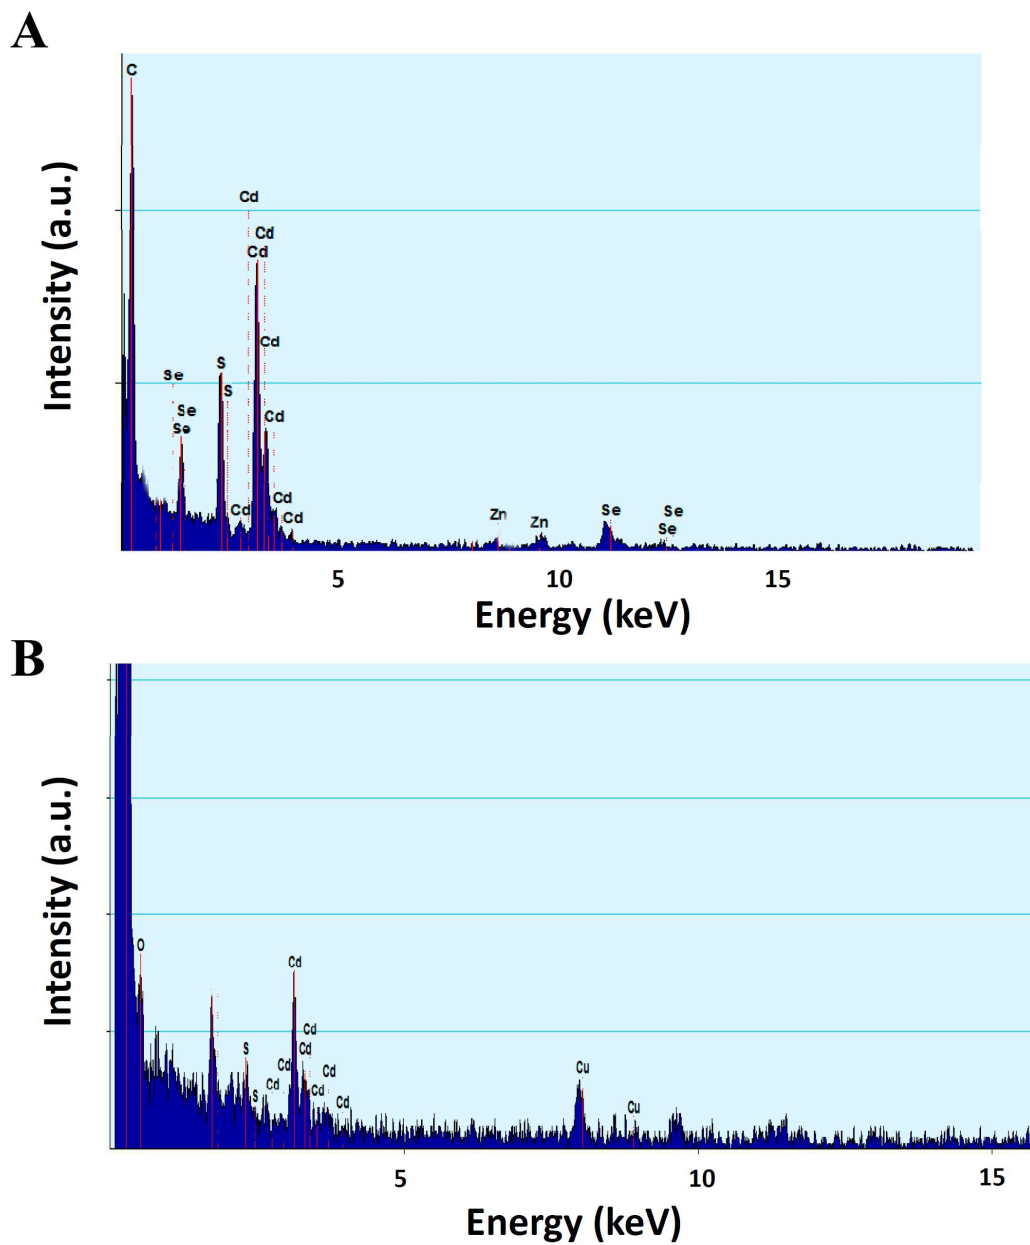 A
C
Cd
Cd
Cd
Cd
Se
S
S
Se
Se
Cd
Cd
Cd
Cd
Zn
Zn
Se
Se
Se
Intensity (a.u.)
5 10 15
Energy (keV)
B
O
Cd
Cd
S
Cd
Cd
Cd
Cd
Cd
S
Cd
Cu
Cu
Intensity (a.u.)
5 10 15
Energy (keV)